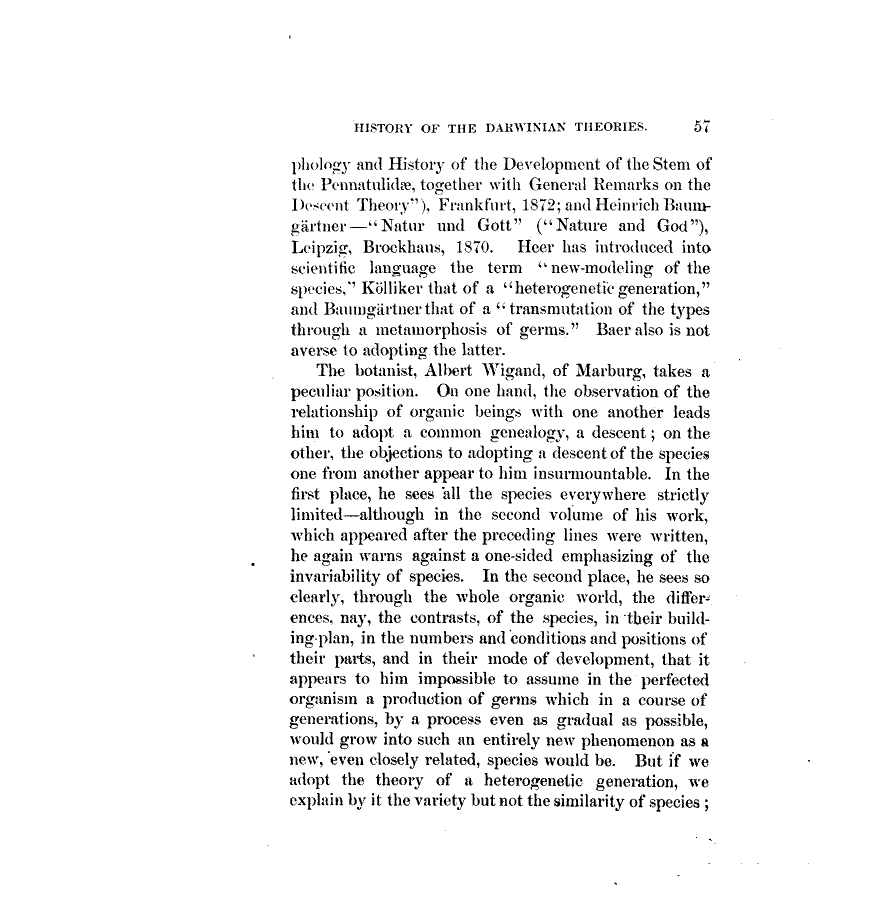 HISTORY OF THE DARWINIAN THEORIES. 57
phology and History of the Development of the Stem of
the Pennatulidæ, together with General Remarks on the
Descent Theory”), Frankfurt, 1872; and Heinrich Baum-
gärtner—“Natur und Gott” (“Nature and God”),
Leipzig, Brockhaus, 1870. Heer has introduced into
scientific language the term “new-modeling of the
species,” Kölliker that of a “heterogenetic generation,”
and Baumgärtner that of a “transmutation of the types
through a metamorphosis of germs.” Baer also is not
averse to adopting the latter.
The botanist, Albert Wigand, of Marburg, takes a
peculiar position. On one hand, the observation of the
relationship of organic beings with one another leads
him to adopt a common genealogy, a descent; on the
other, the objections to adopting a descent of the species
one from another appear to him insurmountable. In the
first place, he sees all the species everywhere strictly
limited—although in the second volume of his work,
which appeared after the preceding lines were written,
he again warns against a one-sided emphasizing of the
invariability of species. In the second place, he sees so
clearly, through the whole organic world, the differ-
ences, nay, the contrasts, of the species, in their build-
ing-plan, in the numbers and conditions and positions of
their parts, and in their mode of development, that it
appears to him impossible to assume in the perfected
organism a production of germs which in a course of
generations, by a process even as gradual as possible,
would grow into such an entirely new phenomenon as a
new, even closely related, species would be. But if we
adopt the theory of a heterogenetic generation, we
explain by it the variety but not the similarity of species;